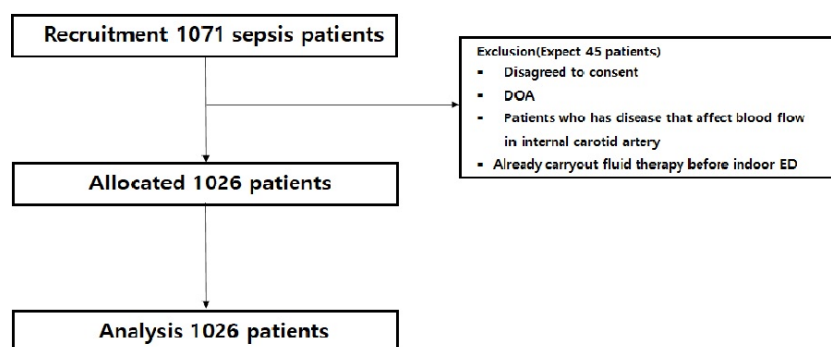 Recruitment 1071 sepsis patients
Exclusion(Expect 45 patients)
▪ Disagreed to consent
▪ DOA
▪ Patients who has disease that affect blood flow
in internal carotid artery
▪ Already carryout fluid therapy before indoor ED
Allocated 1026 patients
Analysis 1026 patients